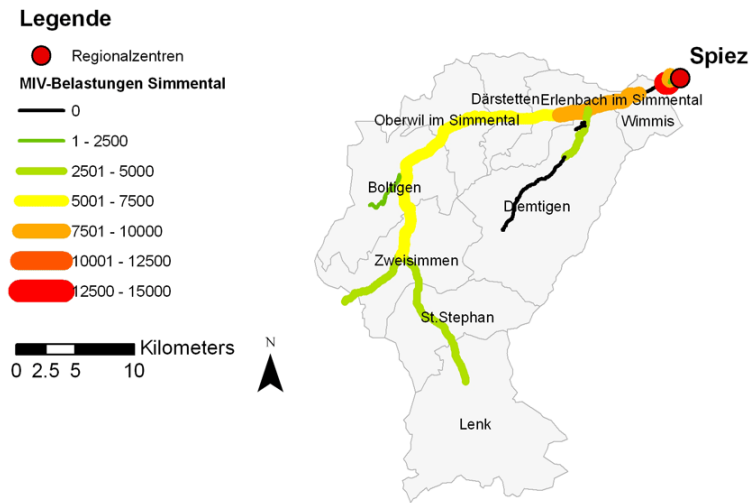 Legende
Regionalzentren
MIV-Belastungen Simmental
0
1 - 2500
2501 - 5000
5001 - 7500
7501 - 10000
10001 - 12500
12500 - 15000
Kilometers
0 2.5 5 10
N
Spiez
Därstetten
Erlenbach im Simmental
Oberwil im Simmental
Wimmis
Boltigen
Diemtigen
Zweisimmen
St.Stephan
Lenk